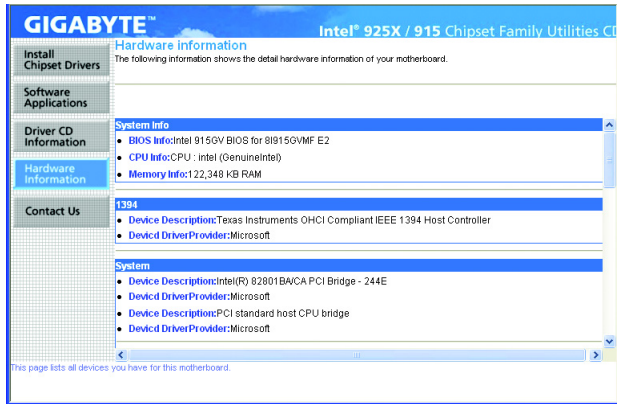 GIGABYTE™
Intel® 925X / 915 Chipset Family Utilities CD
Install
Chipset Drivers
Software
Applications
Driver CD
Information
Hardware
Information
Contact Us
Hardware information
The following information shows the detail hardware information of your motherboard.
System Info
• BIOS Info:Intel 915GV BIOS for 8I915GVMF E2
• CPU Info:CPU : intel (GenuineIntel)
• Memory Info:122,348 KB RAM
1394
• Device Description:Texas Instruments OHCI Compliant IEEE 1394 Host Controller
• Devicd DriverProvider:Microsoft
System
• Device Description:Intel(R) 82801BA/CA PCI Bridge - 244E
• Devicd DriverProvider:Microsoft
• Device Description:PCI standard host CPU bridge
• Devicd DriverProvider:Microsoft
This page lists all devices you have for this motherboard.